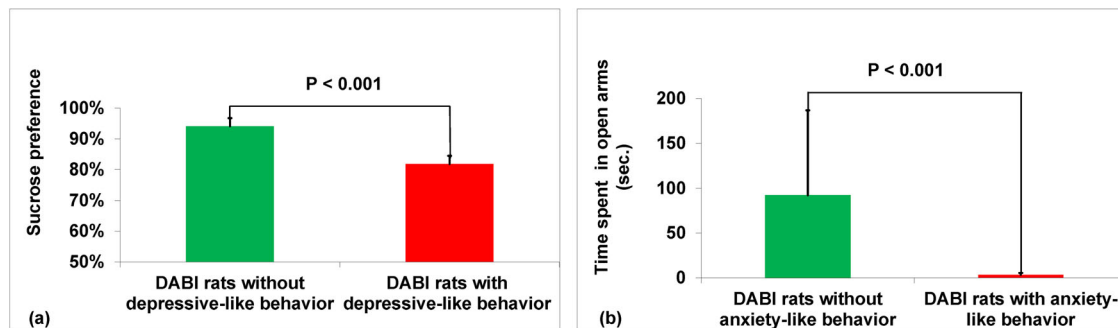 P < 0.001
Sucrose preference
100%
90%
80%
70%
60%
50%
DABI rats without
depressive-like behavior
DABI rats with
depressive-like behavior
(a)
P < 0.001
Time spent in open arms
(sec.)
200
150
100
50
0
DABI rats without
anxiety-like behavior
DABI rats with anxiety-
like behavior
(b)